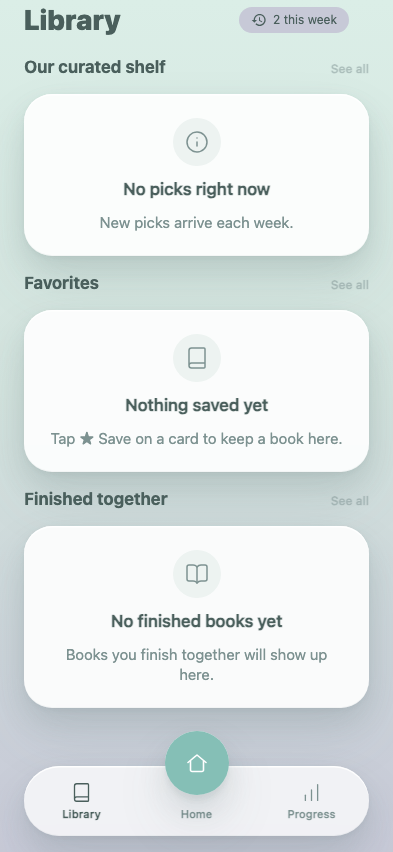 Library
2 this week
Our curated shelf
See all
No picks right now
New picks arrive each week.
Favorites
See all
Nothing saved yet
Tap ★ Save on a card to keep a book here.
Finished together
See all
No finished books yet
Books you finish together will show up
here.
Library
Home
Progress